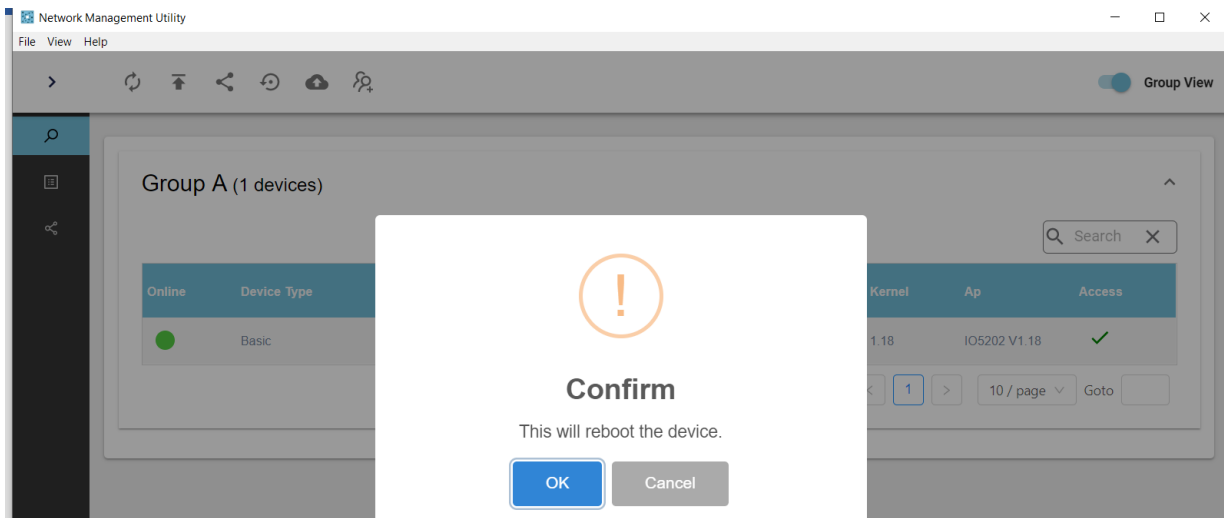 Network Management Utility
File View Help
Group View
Group A (1 devices)
Search
Online Device Type Kernel Ap Access
Basic 1.18 IO5202 V1.18
1 10 / page Goto
!
Confirm
This will reboot the device.
OK Cancel